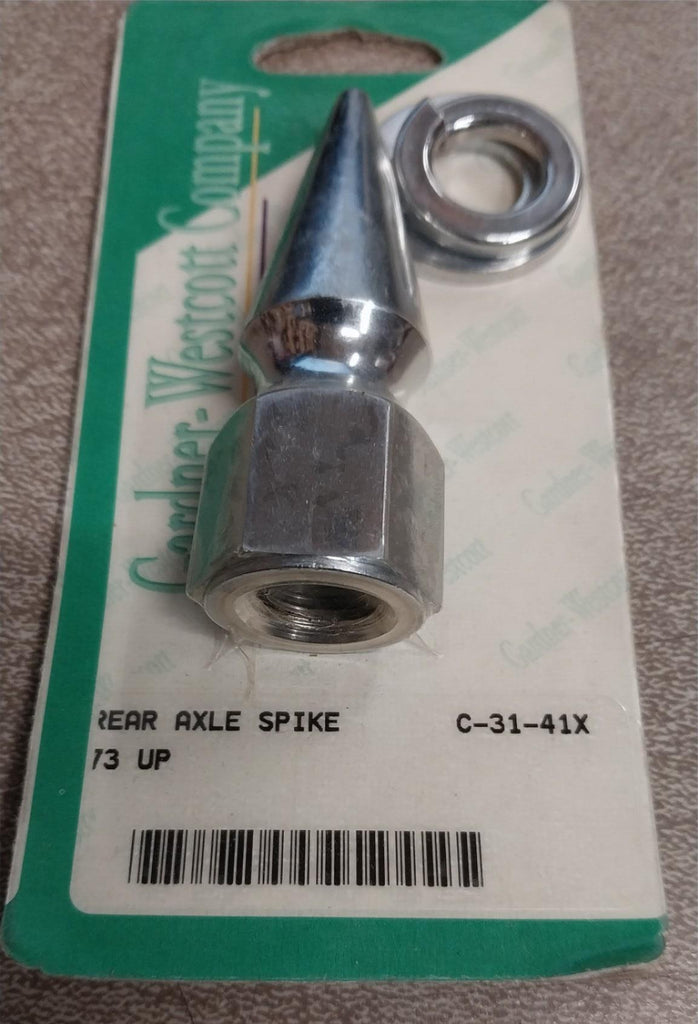 Gardner-Westcott Company
REAR AXLE SPIKE C-31-41X
73 UP